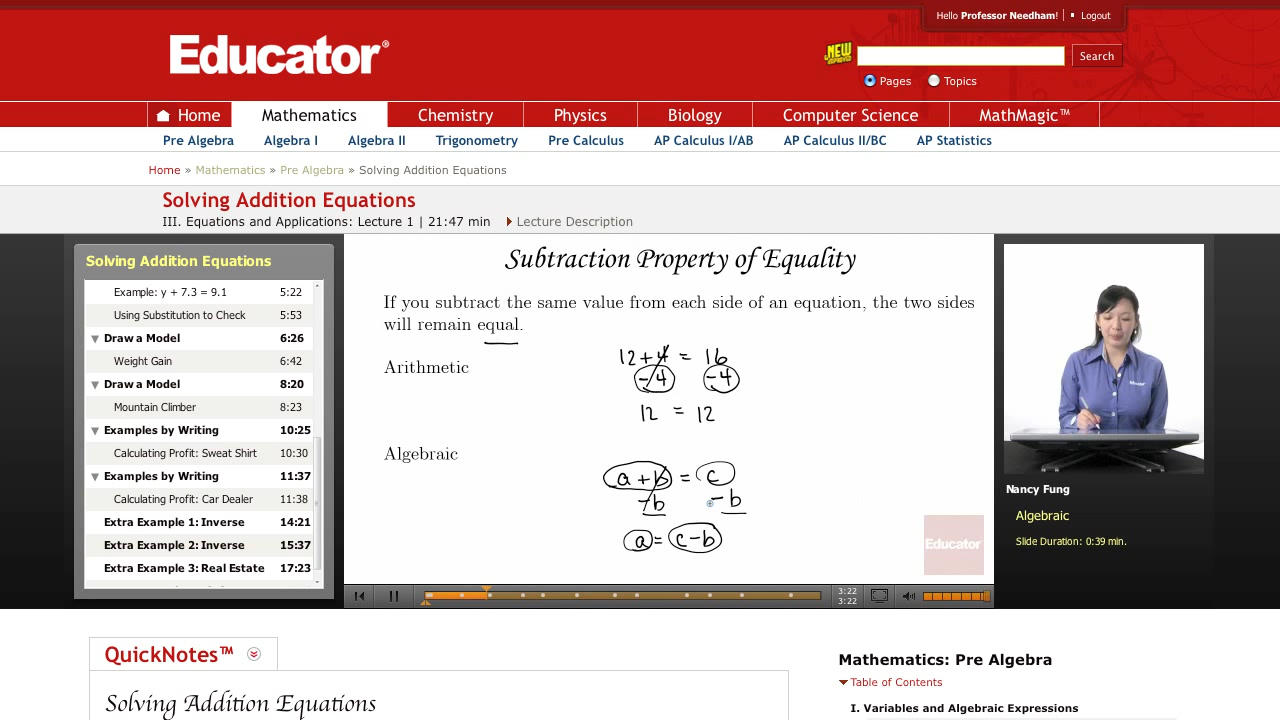 Hello Professor Needham! | ▪ Logout
Educator®
NEW
Search
Pages Topics
Home Mathematics Chemistry Physics Biology Computer Science MathMagic™
Pre Algebra Algebra I Algebra II Trigonometry Pre Calculus AP Calculus I/AB AP Calculus II/BC AP Statistics
Home » Mathematics » Pre Algebra » Solving Addition Equations
Solving Addition Equations
III. Equations and Applications: Lecture 1 | 21:47 min Lecture Description
Solving Addition Equations
Example: y + 7.3 = 9.1 5:22
Using Substitution to Check 5:53
Draw a Model 6:26
Weight Gain 6:42
Draw a Model 8:20
Mountain Climber 8:23
Examples by Writing 10:25
Calculating Profit: Sweat Shirt 10:30
Examples by Writing 11:37
Calculating Profit: Car Dealer 11:38
Extra Example 1: Inverse 14:21
Extra Example 2: Inverse 15:37
Extra Example 3: Real Estate 17:23
Subtraction Property of Equality
If you subtract the same value from each side of an equation, the two sides
will remain equal.
Arithmetic
12+4 = 16
-4 -4
12 = 12
Algebraic
a+b = c
-b -b
a = c-b
Educator
3:22
3:22
Nancy Fung
Algebraic
Slide Duration: 0:39 min.
QuickNotes™
Solving Addition Equations
Mathematics: Pre Algebra
Table of Contents
I. Variables and Algebraic Expressions